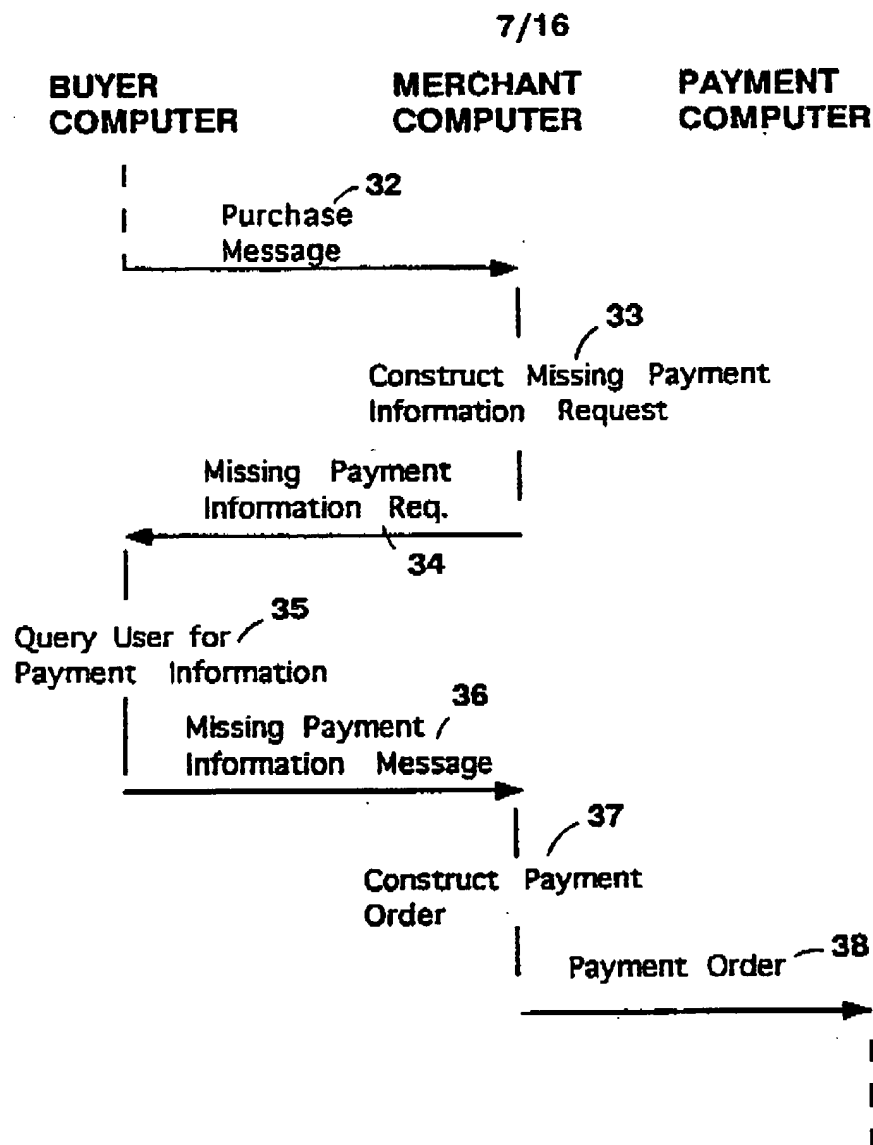 7/16
BUYER
COMPUTER
MERCHANT
COMPUTER
PAYMENT
COMPUTER
32
Purchase
Message
33
Construct Missing Payment
Information Request
Missing Payment
Information Req.
34
35
Query User for
Payment Information
36
Missing Payment
Information Message
37
Construct Payment
Order
Payment Order
38